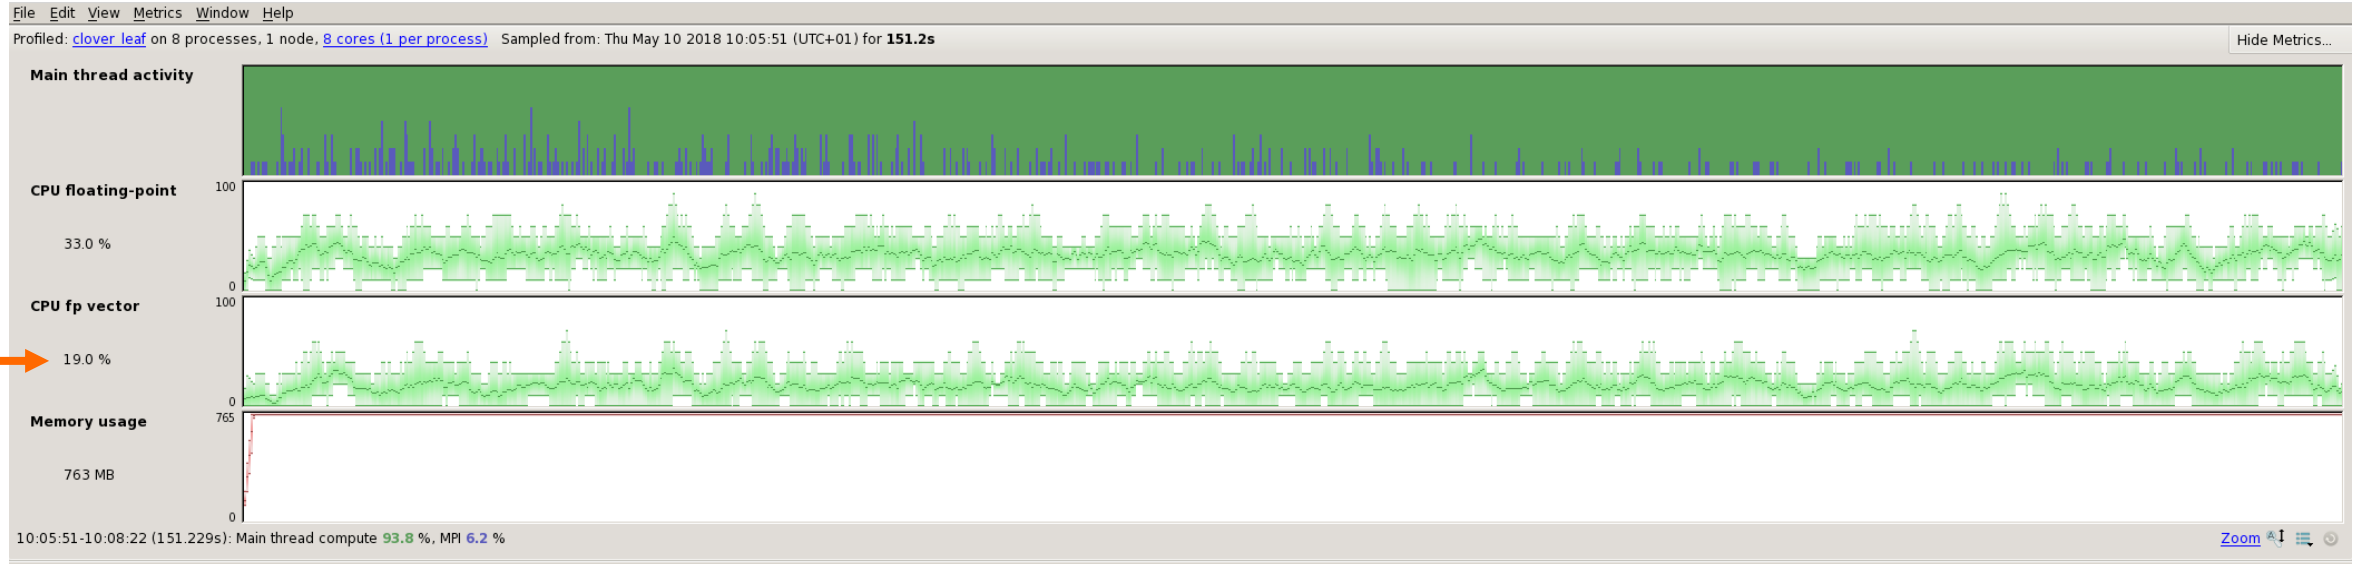 File Edit View Metrics Window Help
Profiled: clover_leaf on 8 processes, 1 node, 8 cores (1 per process) Sampled from: Thu May 10 2018 10:05:51 (UTC+01) for 151.2s
Hide Metrics...
Main thread activity
CPU floating-point
100
33.0 %
0
CPU fp vector
100
19.0 %
0
Memory usage
765
763 MB
0
10:05:51-10:08:22 (151.229s): Main thread compute 93.8 %, MPI 6.2 %
Zoom